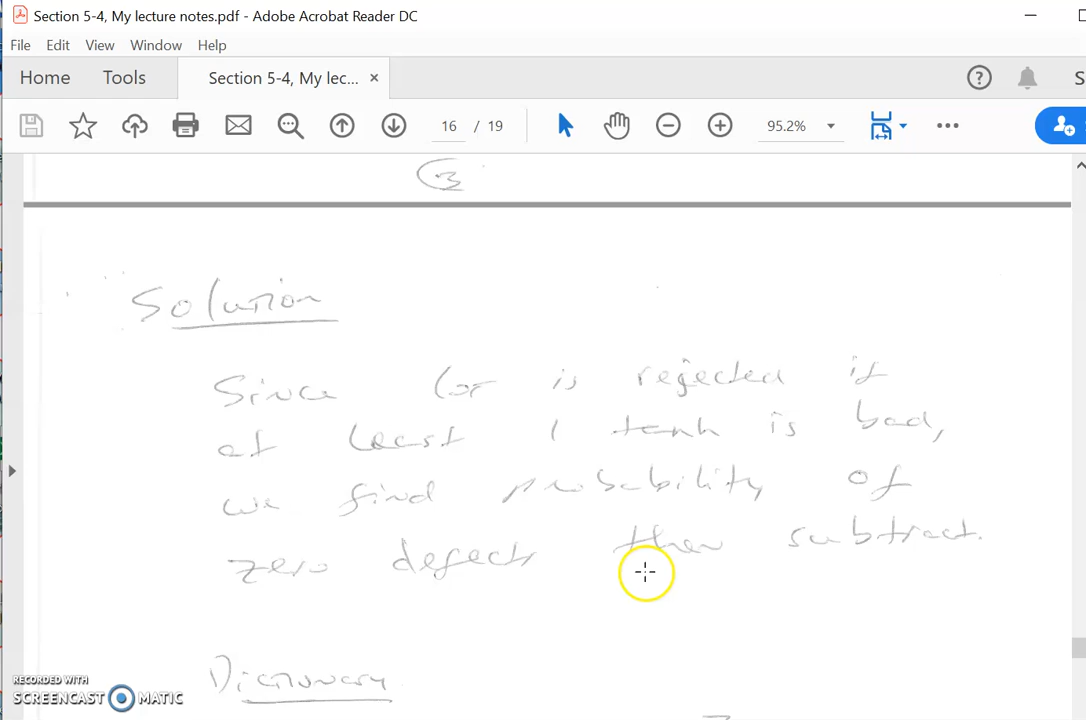 Section 5-4, My lecture notes.pdf - Adobe Acrobat Reader DC
File Edit View Window Help
Home Tools Section 5-4, My lec... ×
16 / 19 95.2%
3
Solution
Since lot is rejected if
at least 1 tank is bad,
we find probability of
zero defects then subtract.
Dictionary
RECORDED WITH
SCREENCAST MATIC